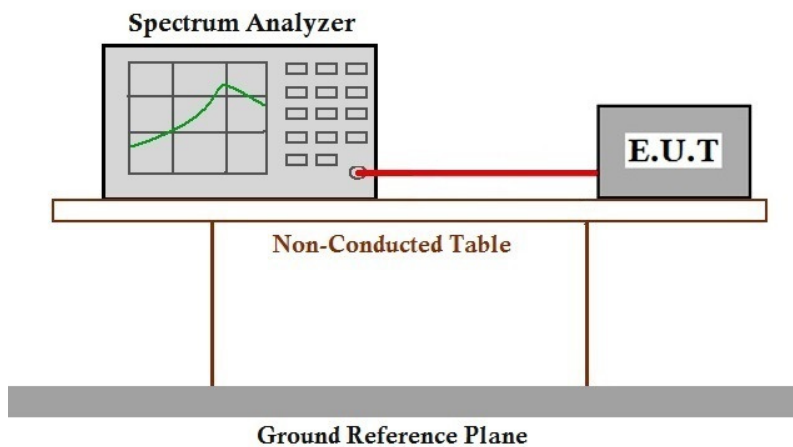 Spectrum Analyzer
E.U.T
Non-Conducted Table
Ground Reference Plane